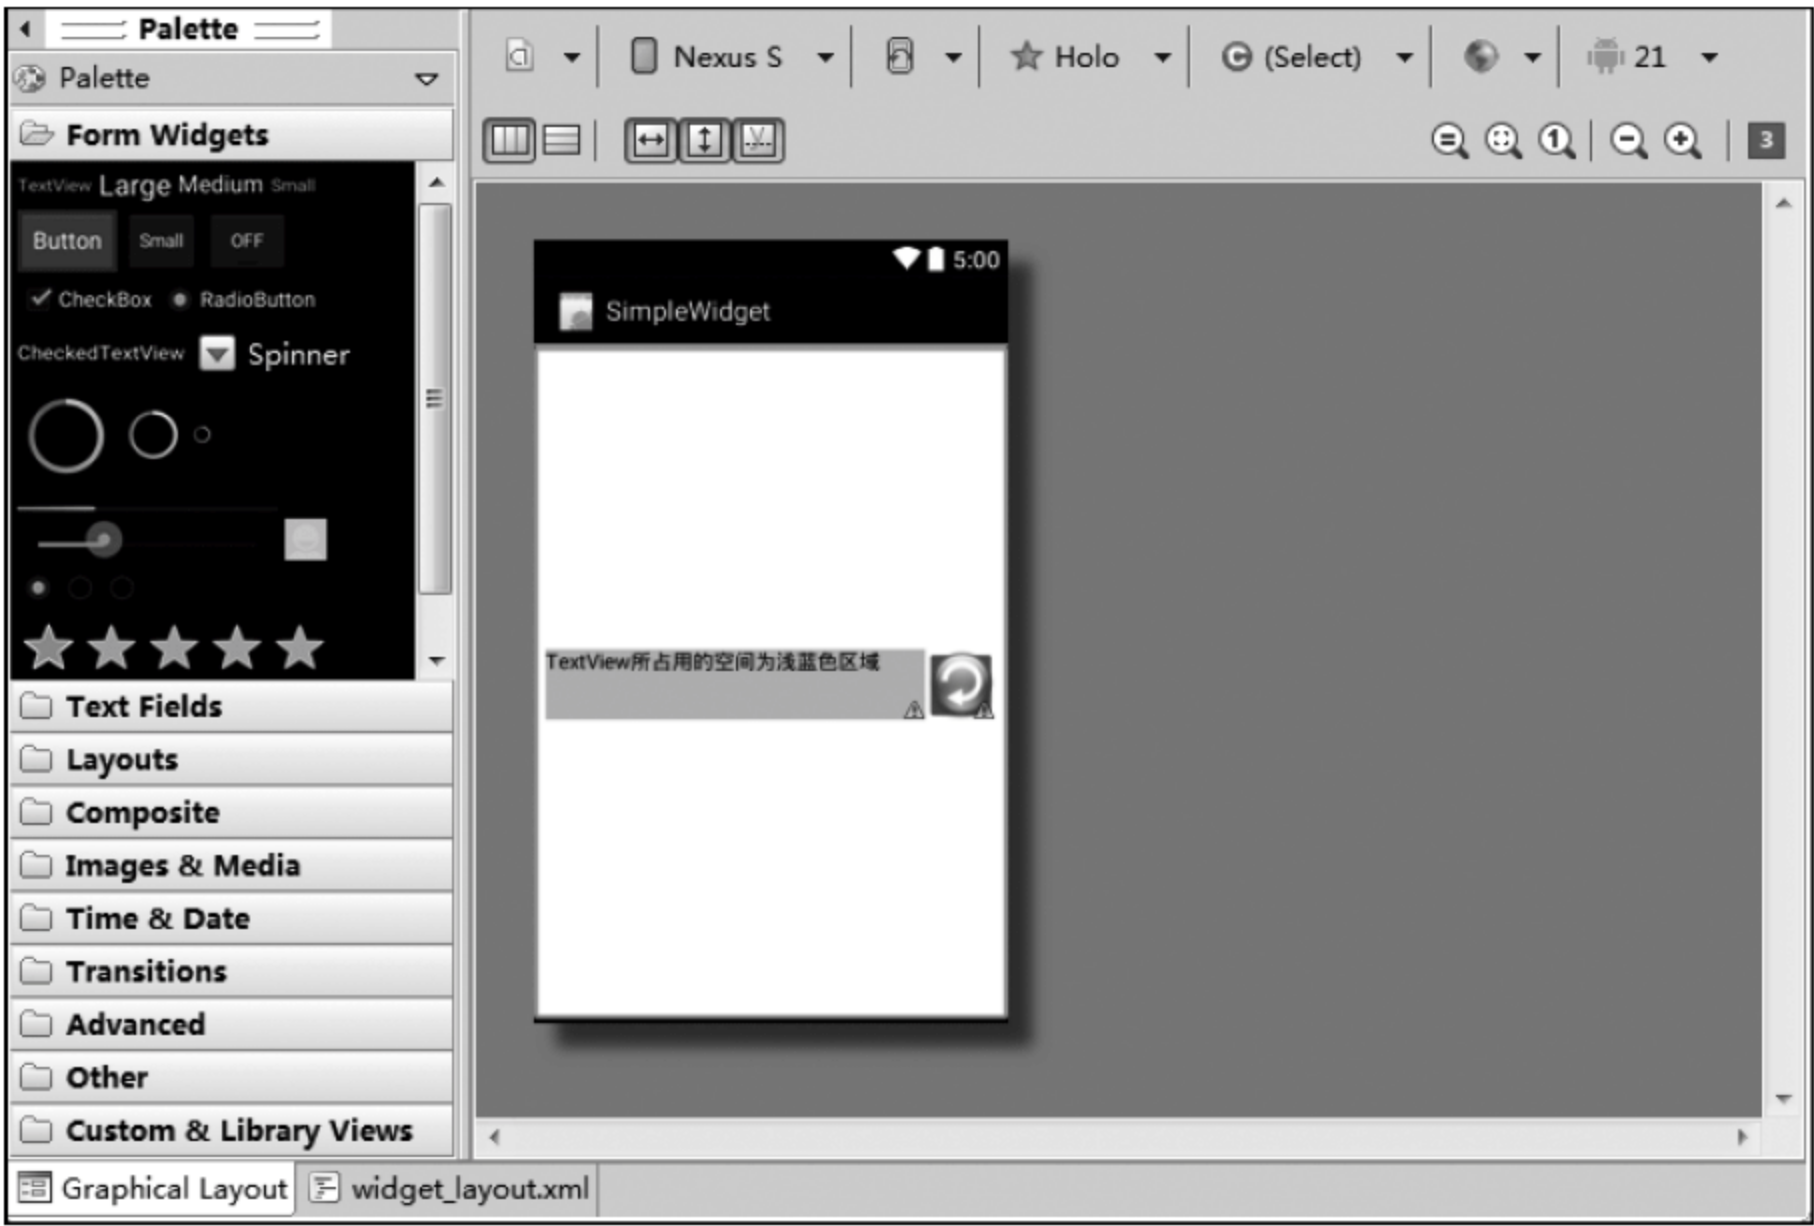 Palette
Palette
Form Widgets
TextView Large Medium Small
Button Small OFF
CheckBox RadioButton
CheckedTextView Spinner
Text Fields
Layouts
Composite
Images & Media
Time & Date
Transitions
Advanced
Other
Custom & Library Views
Graphical Layout widget_layout.xml
Nexus S Holo (Select) 21
1 3
5:00
SimpleWidget
TextView所占用的空间为浅蓝色区域